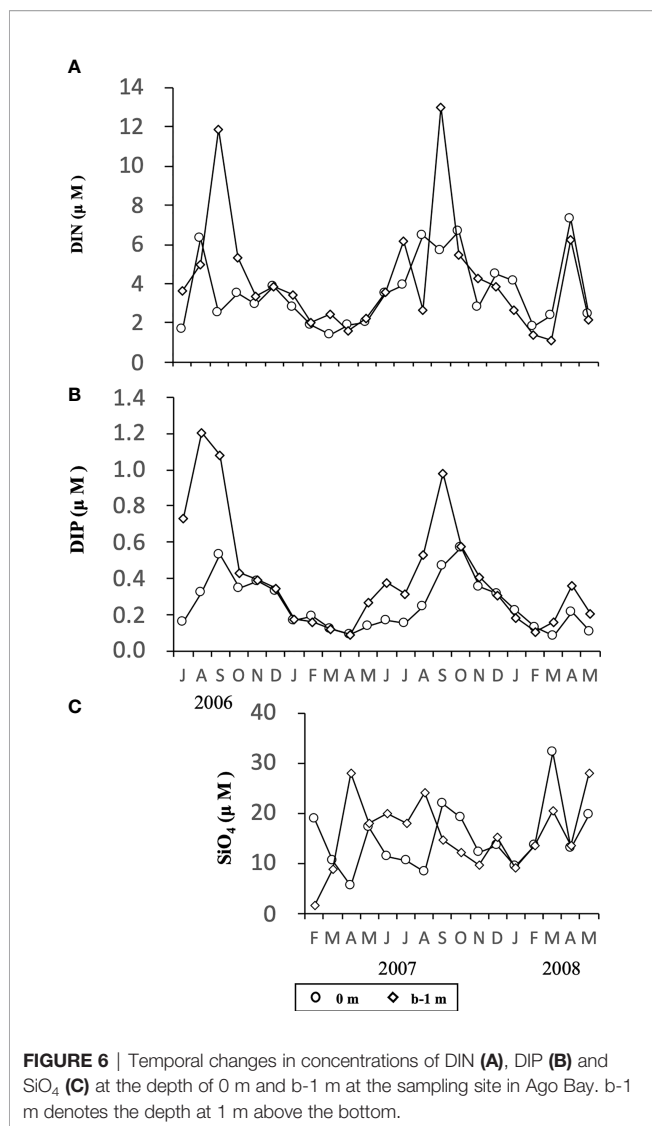 A
14
12
10
8
6
4
2
0
DIN (μ M)
B
1.4
1.2
1.0
0.8
0.6
0.4
0.2
0.0
DIP (μ M)
J A S O N D J F M A M J J A S O N D J F M A M
2006
C
40
30
20
10
0
SiO4 (μ M)
F M A M J J A S O N D J F M A M
2007 2008
0 m b-1 m
FIGURE 6 | Temporal changes in concentrations of DIN (A), DIP (B) and
SiO4 (C) at the depth of 0 m and b-1 m at the sampling site in Ago Bay. b-1
m denotes the depth at 1 m above the bottom.